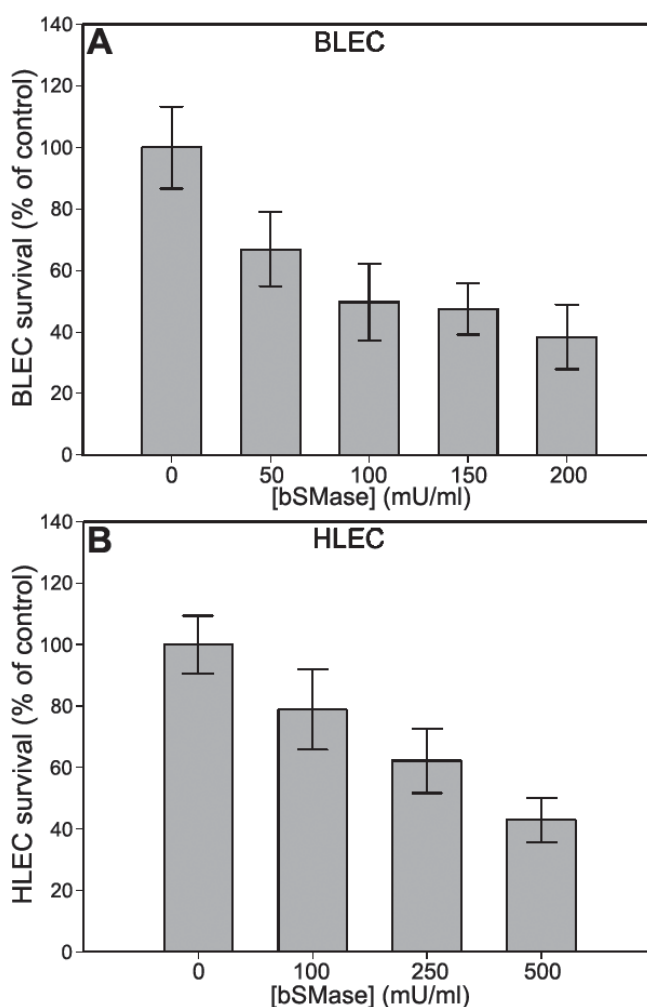 A
BLEC
BLEC survival (% of control)
140
120
100
80
60
40
20
0
0 50 100 150 200
[bSMase] (mU/ml)
B
HLEC
HLEC survival (% of control)
140
120
100
80
60
40
20
0
0 100 250 500
[bSMase] (mU/ml)